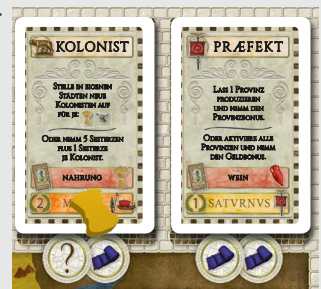 KOLONIST
STELLE IN EIGENEN
STÄDTEN NEUE
KOLONISTEN AUF
FÜR JE:
ODER NIMM 5 SESTERZEN
PLUS 1 SESTERZE
JE KOLONIST.
NAHRUNG
2 M
PRÆFEKT
LASS 1 PROVINZ
PRODUZIEREN
UND NIMM DEN
PROVINZBONUS.
ODER AKTIVIERE ALLE
PROVINZEN UND NIMM
DEN GELDBONUS.
WEIN
1 SATVRNVS
?